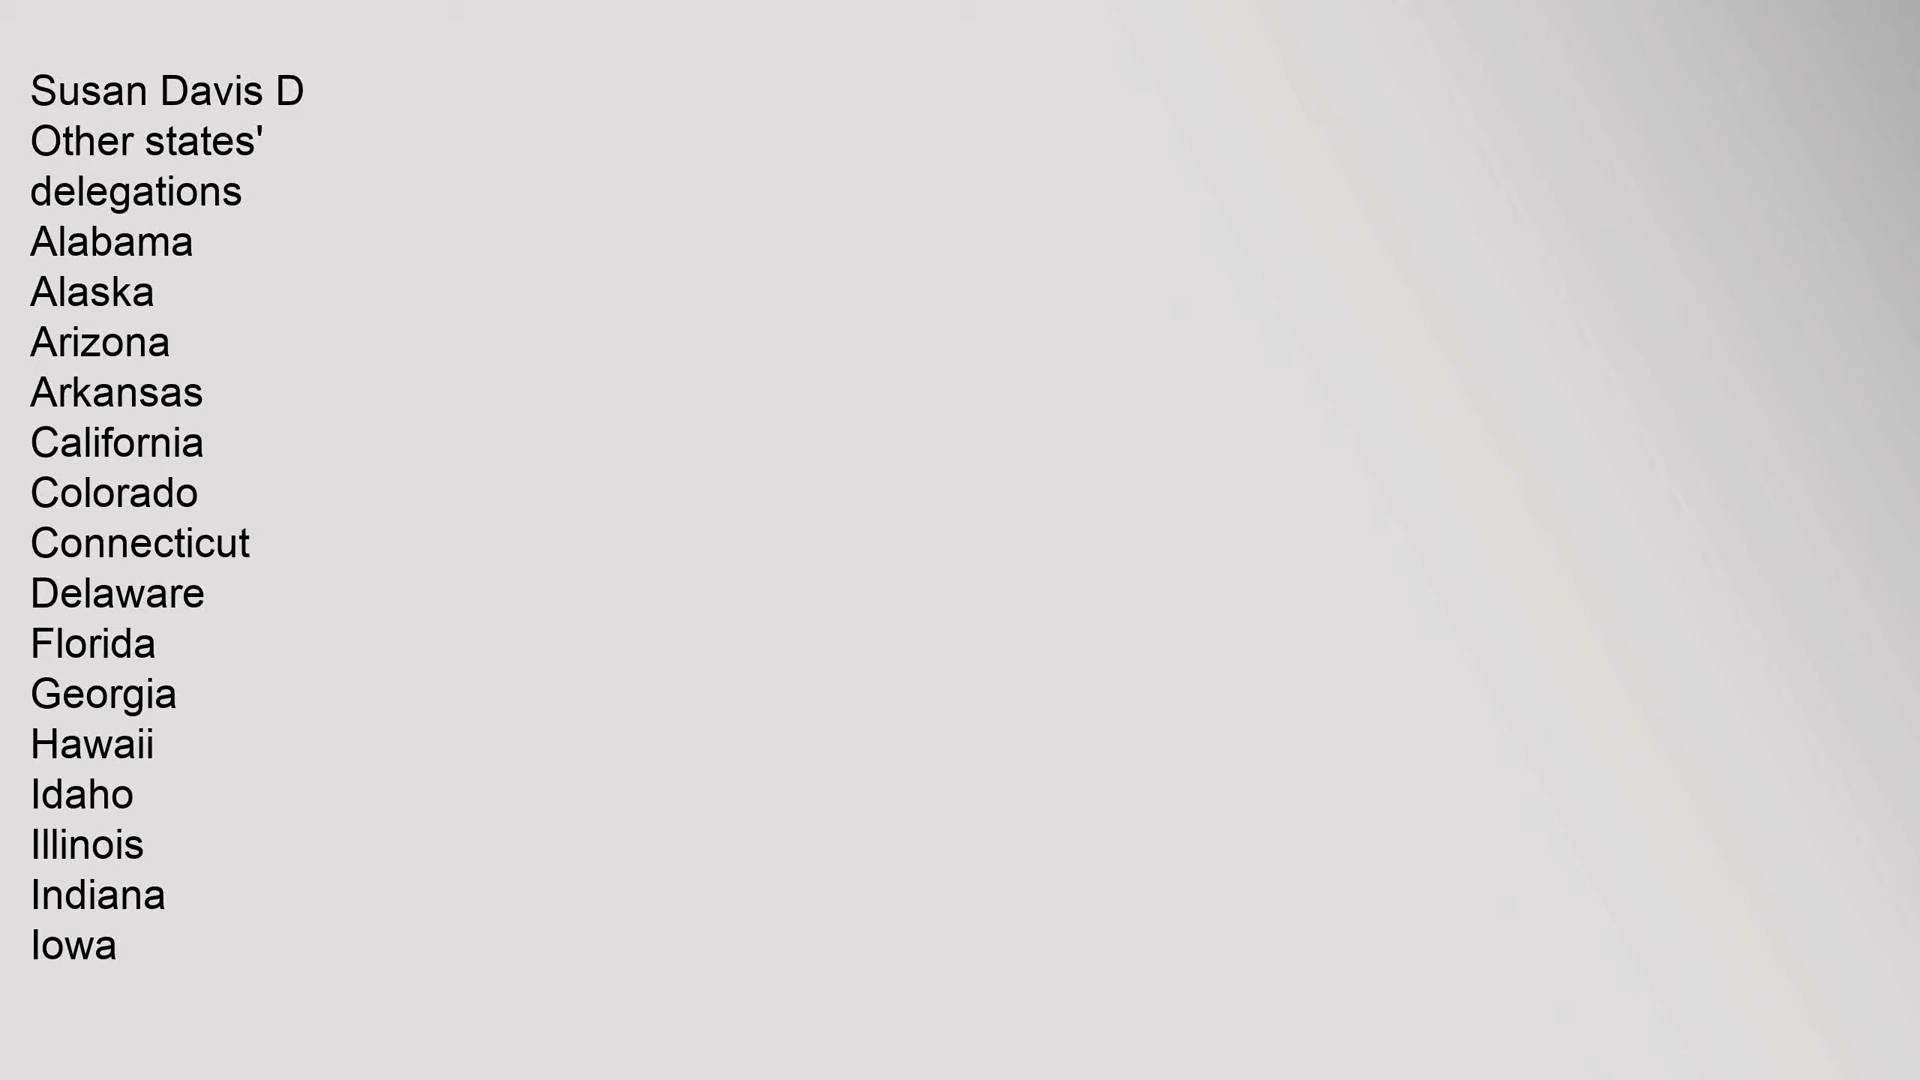 Susan Davis D
Other states'
delegations
Alabama
Alaska
Arizona
Arkansas
California
Colorado
Connecticut
Delaware
Florida
Georgia
Hawaii
Idaho
Illinois
Indiana
Iowa